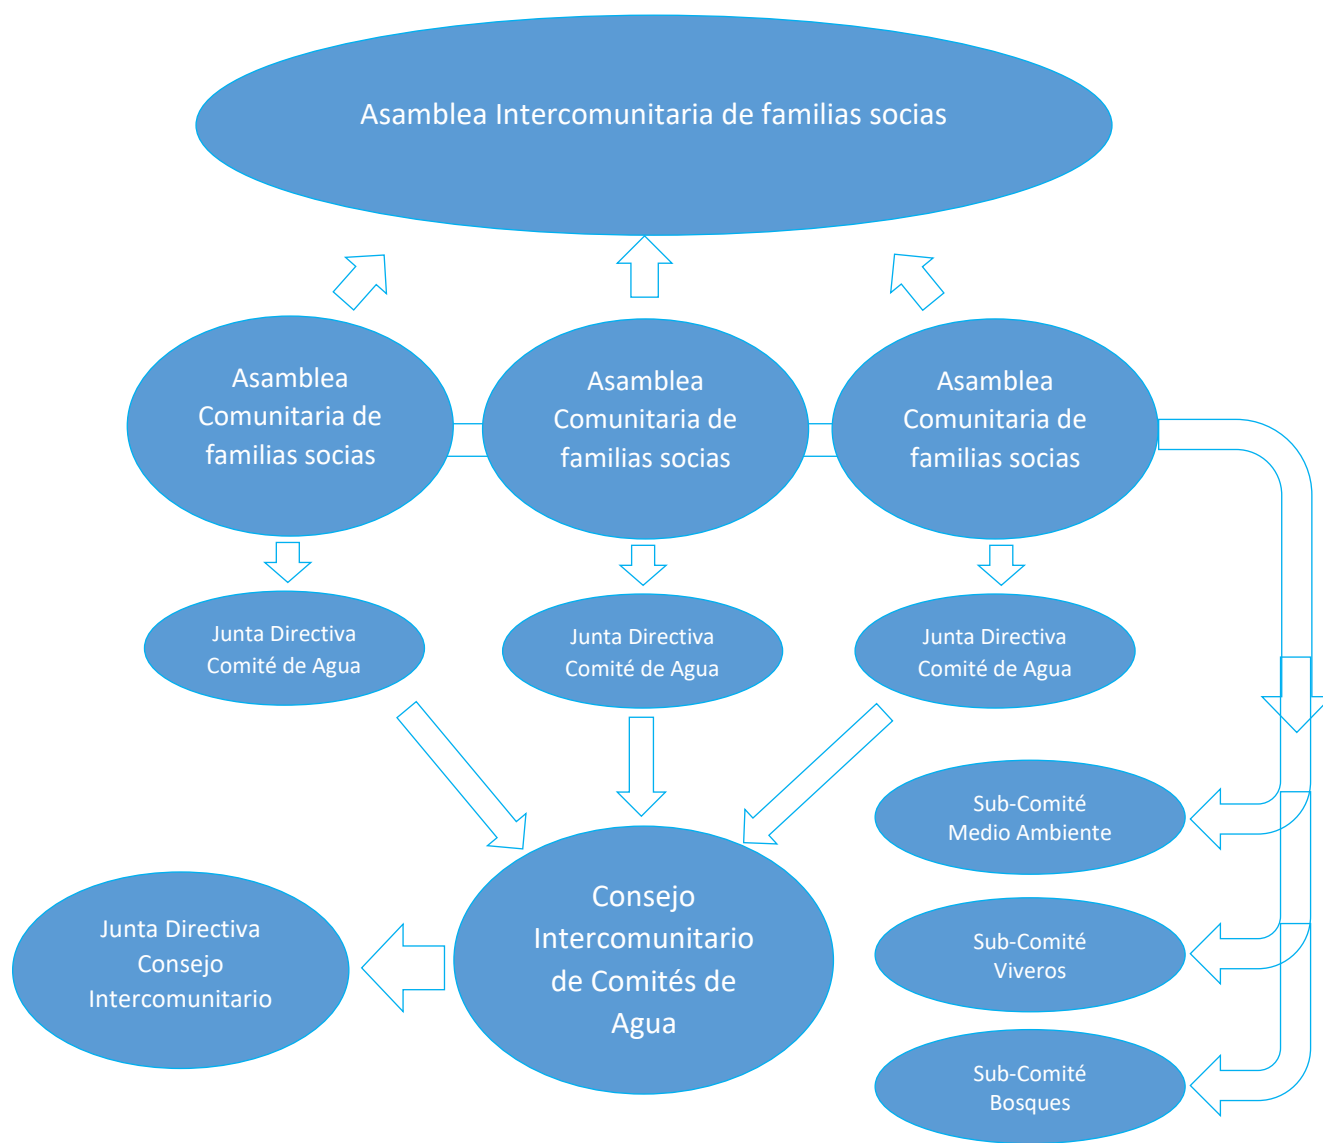 Asamblea Intercomunitaria de familias socias
Asamblea
Comunitaria de
familias socias
Asamblea
Comunitaria de
familias socias
Asamblea
Comunitaria de
familias socias
Junta Directiva
Comité de Agua
Junta Directiva
Comité de Agua
Junta Directiva
Comité de Agua
Sub-Comité
Medio Ambiente
Consejo
Intercomunitario
de Comités de
Agua
Junta Directiva
Consejo
Intercomunitario
Sub-Comité
Viveros
Sub-Comité
Bosques